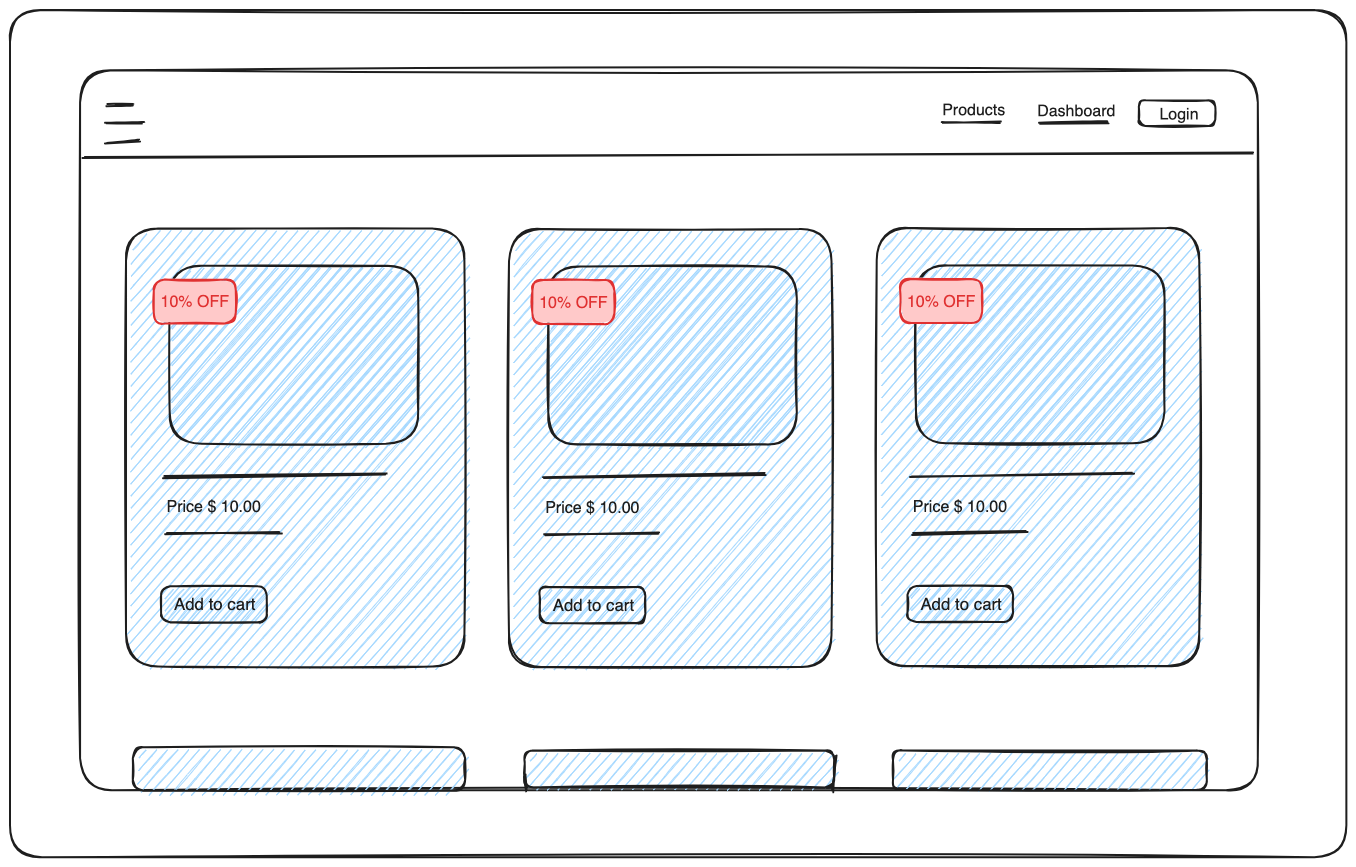 Products
Dashboard
Login
10% OFF
10% OFF
10% OFF
Price $ 10.00
Price $ 10.00
Price $ 10.00
Add to cart
Add to cart
Add to cart